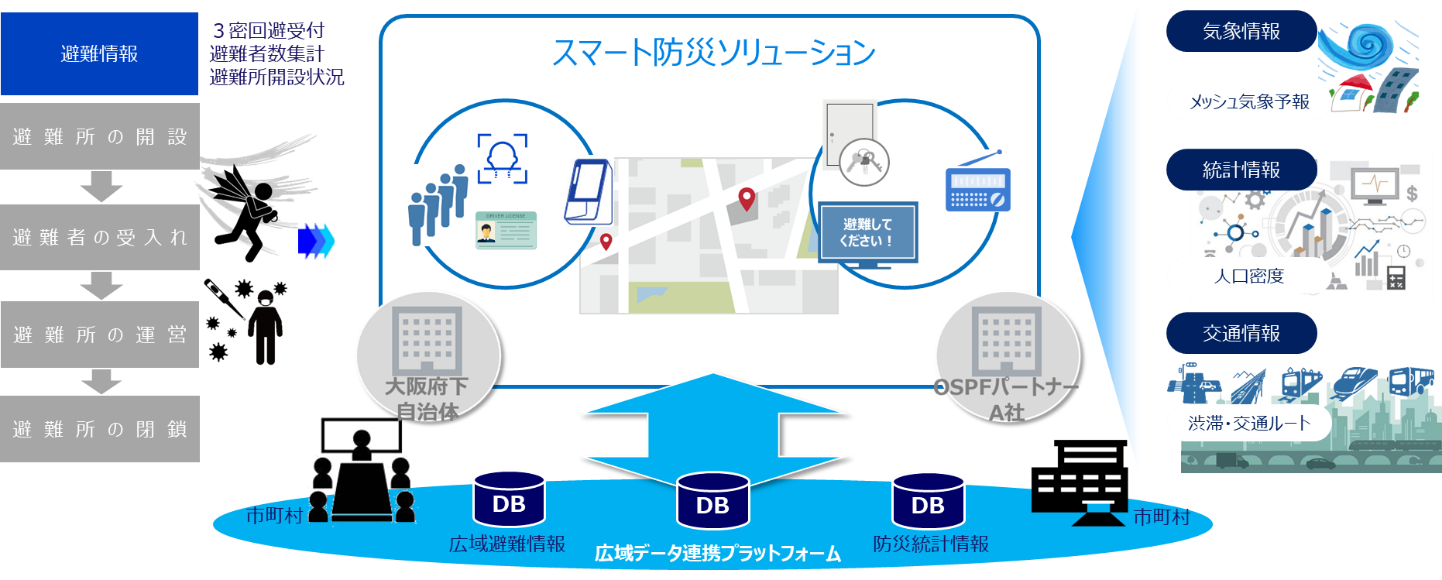 避難情報
３密回避受付
避難者数集計
避難所開設状況
避難所の開設
避難者の受入れ
避難所の運営
避難所の閉鎖
スマート防災ソリューション
DRIVER LICENSE
避難して
ください！
大阪府下
自治体
OSPFパートナー
A社
気象情報
メッシュ気象予報
統計情報
$
人口密度
交通情報
渋滞・交通ルート
市町村
DB
広域避難情報
DB
広域データ連携プラットフォーム
DB
防災統計情報
市町村